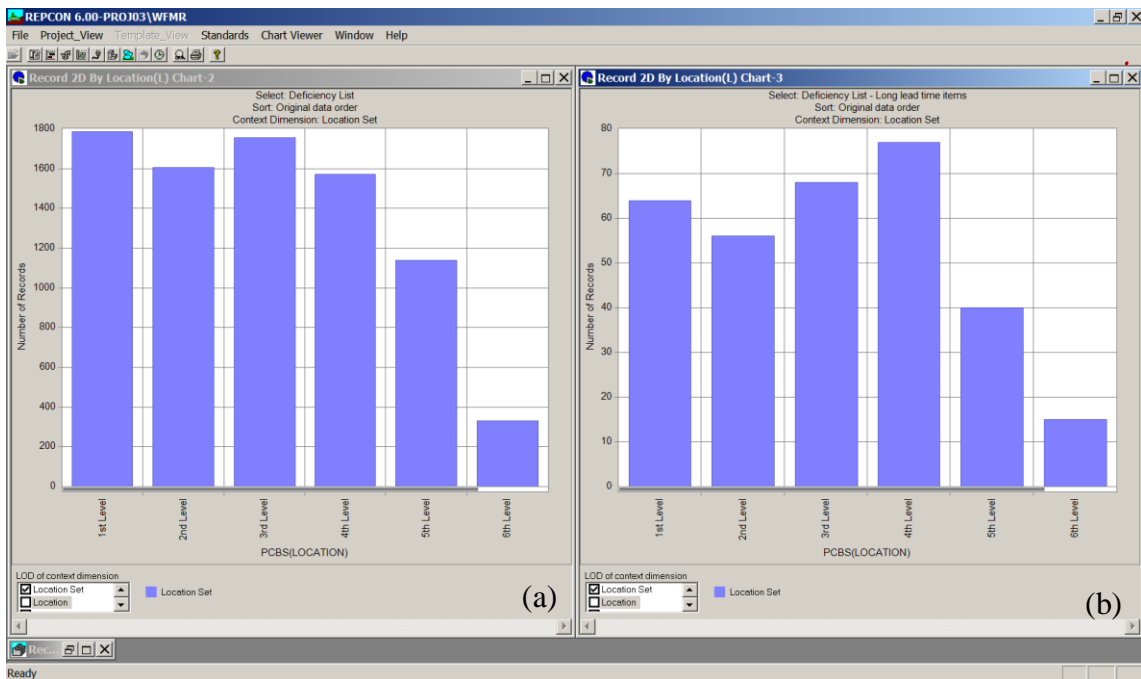 REPCON 6.00-PROJ03\WFMR
File Project_View Template_View Standards Chart Viewer Window Help
Record 2D By Location(L) Chart-2
Select: Deficiency List
Sort: Original data order
Context Dimension: Location Set
1800
1600
1400
1200
1000
800
600
400
200
0
Number of Records
1st Level
2nd Level
3rd Level
4th Level
5th Level
6th Level
PCBS(LOCATION)
LOD of context dimension
Location Set
Location
Location Set
(a)
Record 2D By Location(L) Chart-3
Select: Deficiency List - Long lead time items
Sort: Original data order
Context Dimension: Location Set
80
70
60
50
40
30
20
10
0
Number of Records
1st Level
2nd Level
3rd Level
4th Level
5th Level
6th Level
PCBS(LOCATION)
LOD of context dimension
Location Set
Location
Location Set
(b)
Rec...
Ready